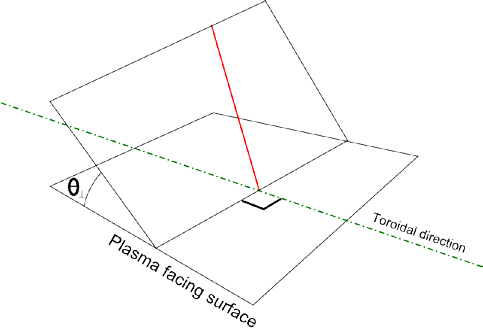 θ⊥
Toroidal direction
Plasma facing surface